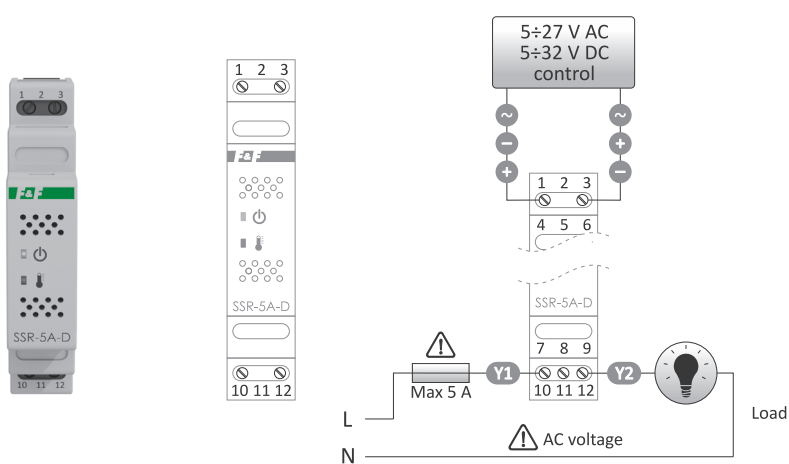 1 2 3
F&F
SSR-5A-D
10 11 12
1 2 3
F&F
SSR-5A-D
10 11 12
5÷27 V AC
5÷32 V DC
control
~
~
−
+
+
−
1 2 3
4 5 6
SSR-5A-D
7 8 9
Y1
Y2
Max 5 A
10 11 12
L
Load
AC voltage
N